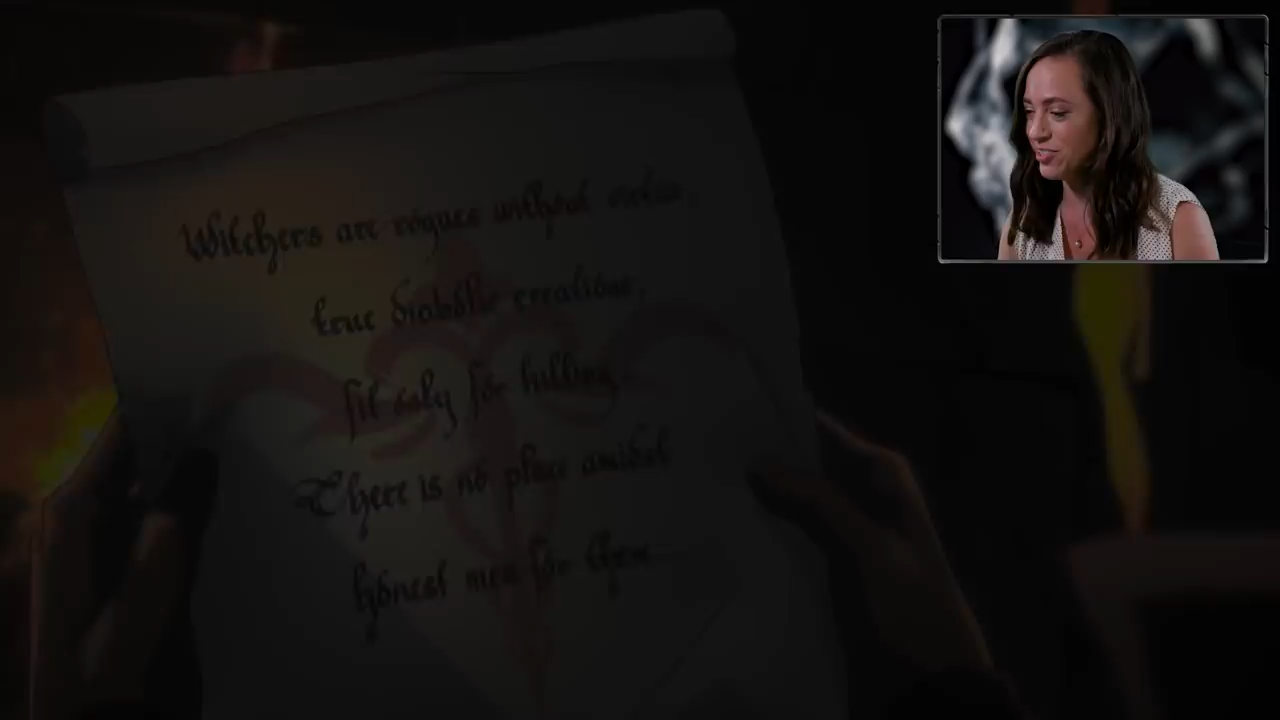 Witchers are rogues without virtue,
true diabolic creations,
fit only for killing.
There is no place amidst
honest men for them.